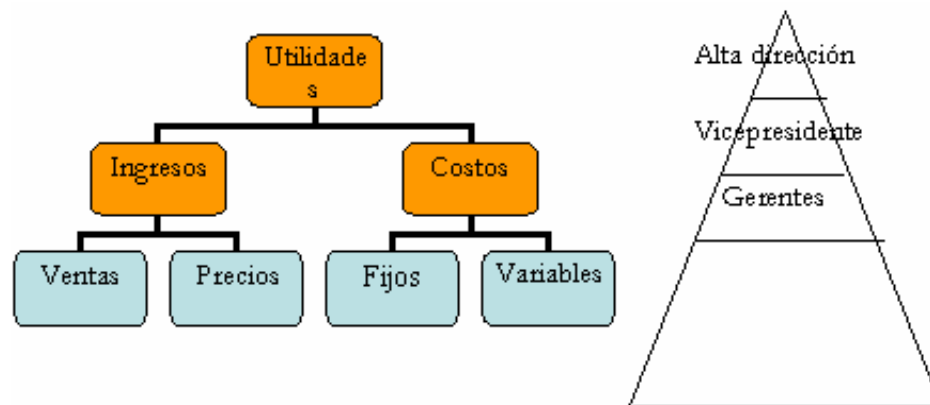 Utilidade
s
Ingresos
Costos
Ventas
Precios
Fijos
Variables
Alta dirección
Vicepresidente
Gerentes